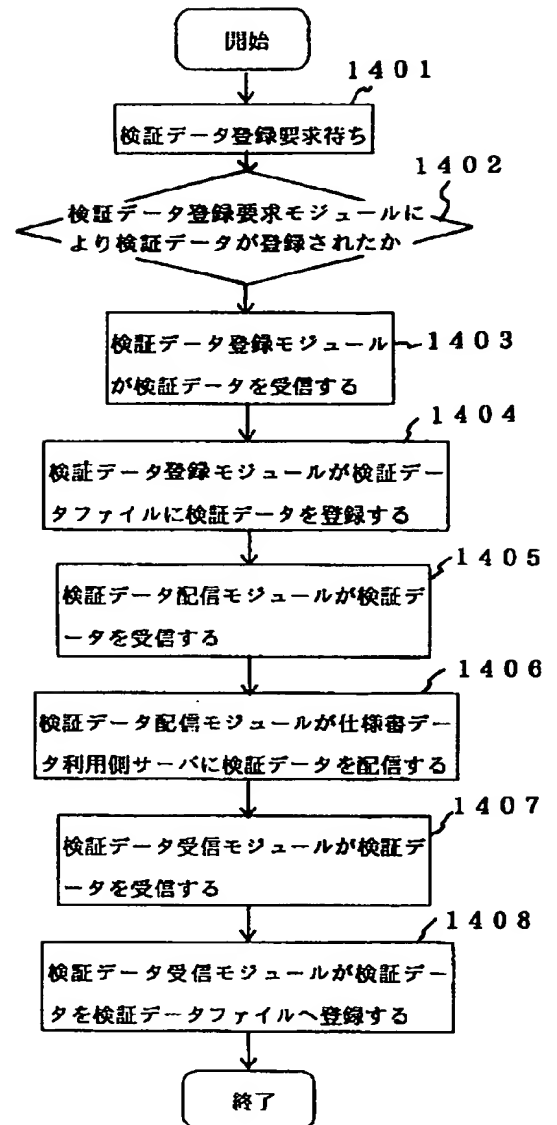 開始
1401
検証データ登録要求待ち
1402
検証データ登録要求モジュールに
より検証データが登録されたか
検証データ登録モジュール
が検証データを受信する
1403
1404
検証データ登録モジュールが検証デー
タファイルに検証データを登録する
1405
検証データ配信モジュールが検証デ
ータを受信する
1406
検証データ配信モジュールが仕様審デー
タ利用側サーバに検証データを配信する
1407
検証データ受信モジュールが検証デ
ータを受信する
1408
検証データ受信モジュールが検証デー
タを検証データファイルへ登録する
終了